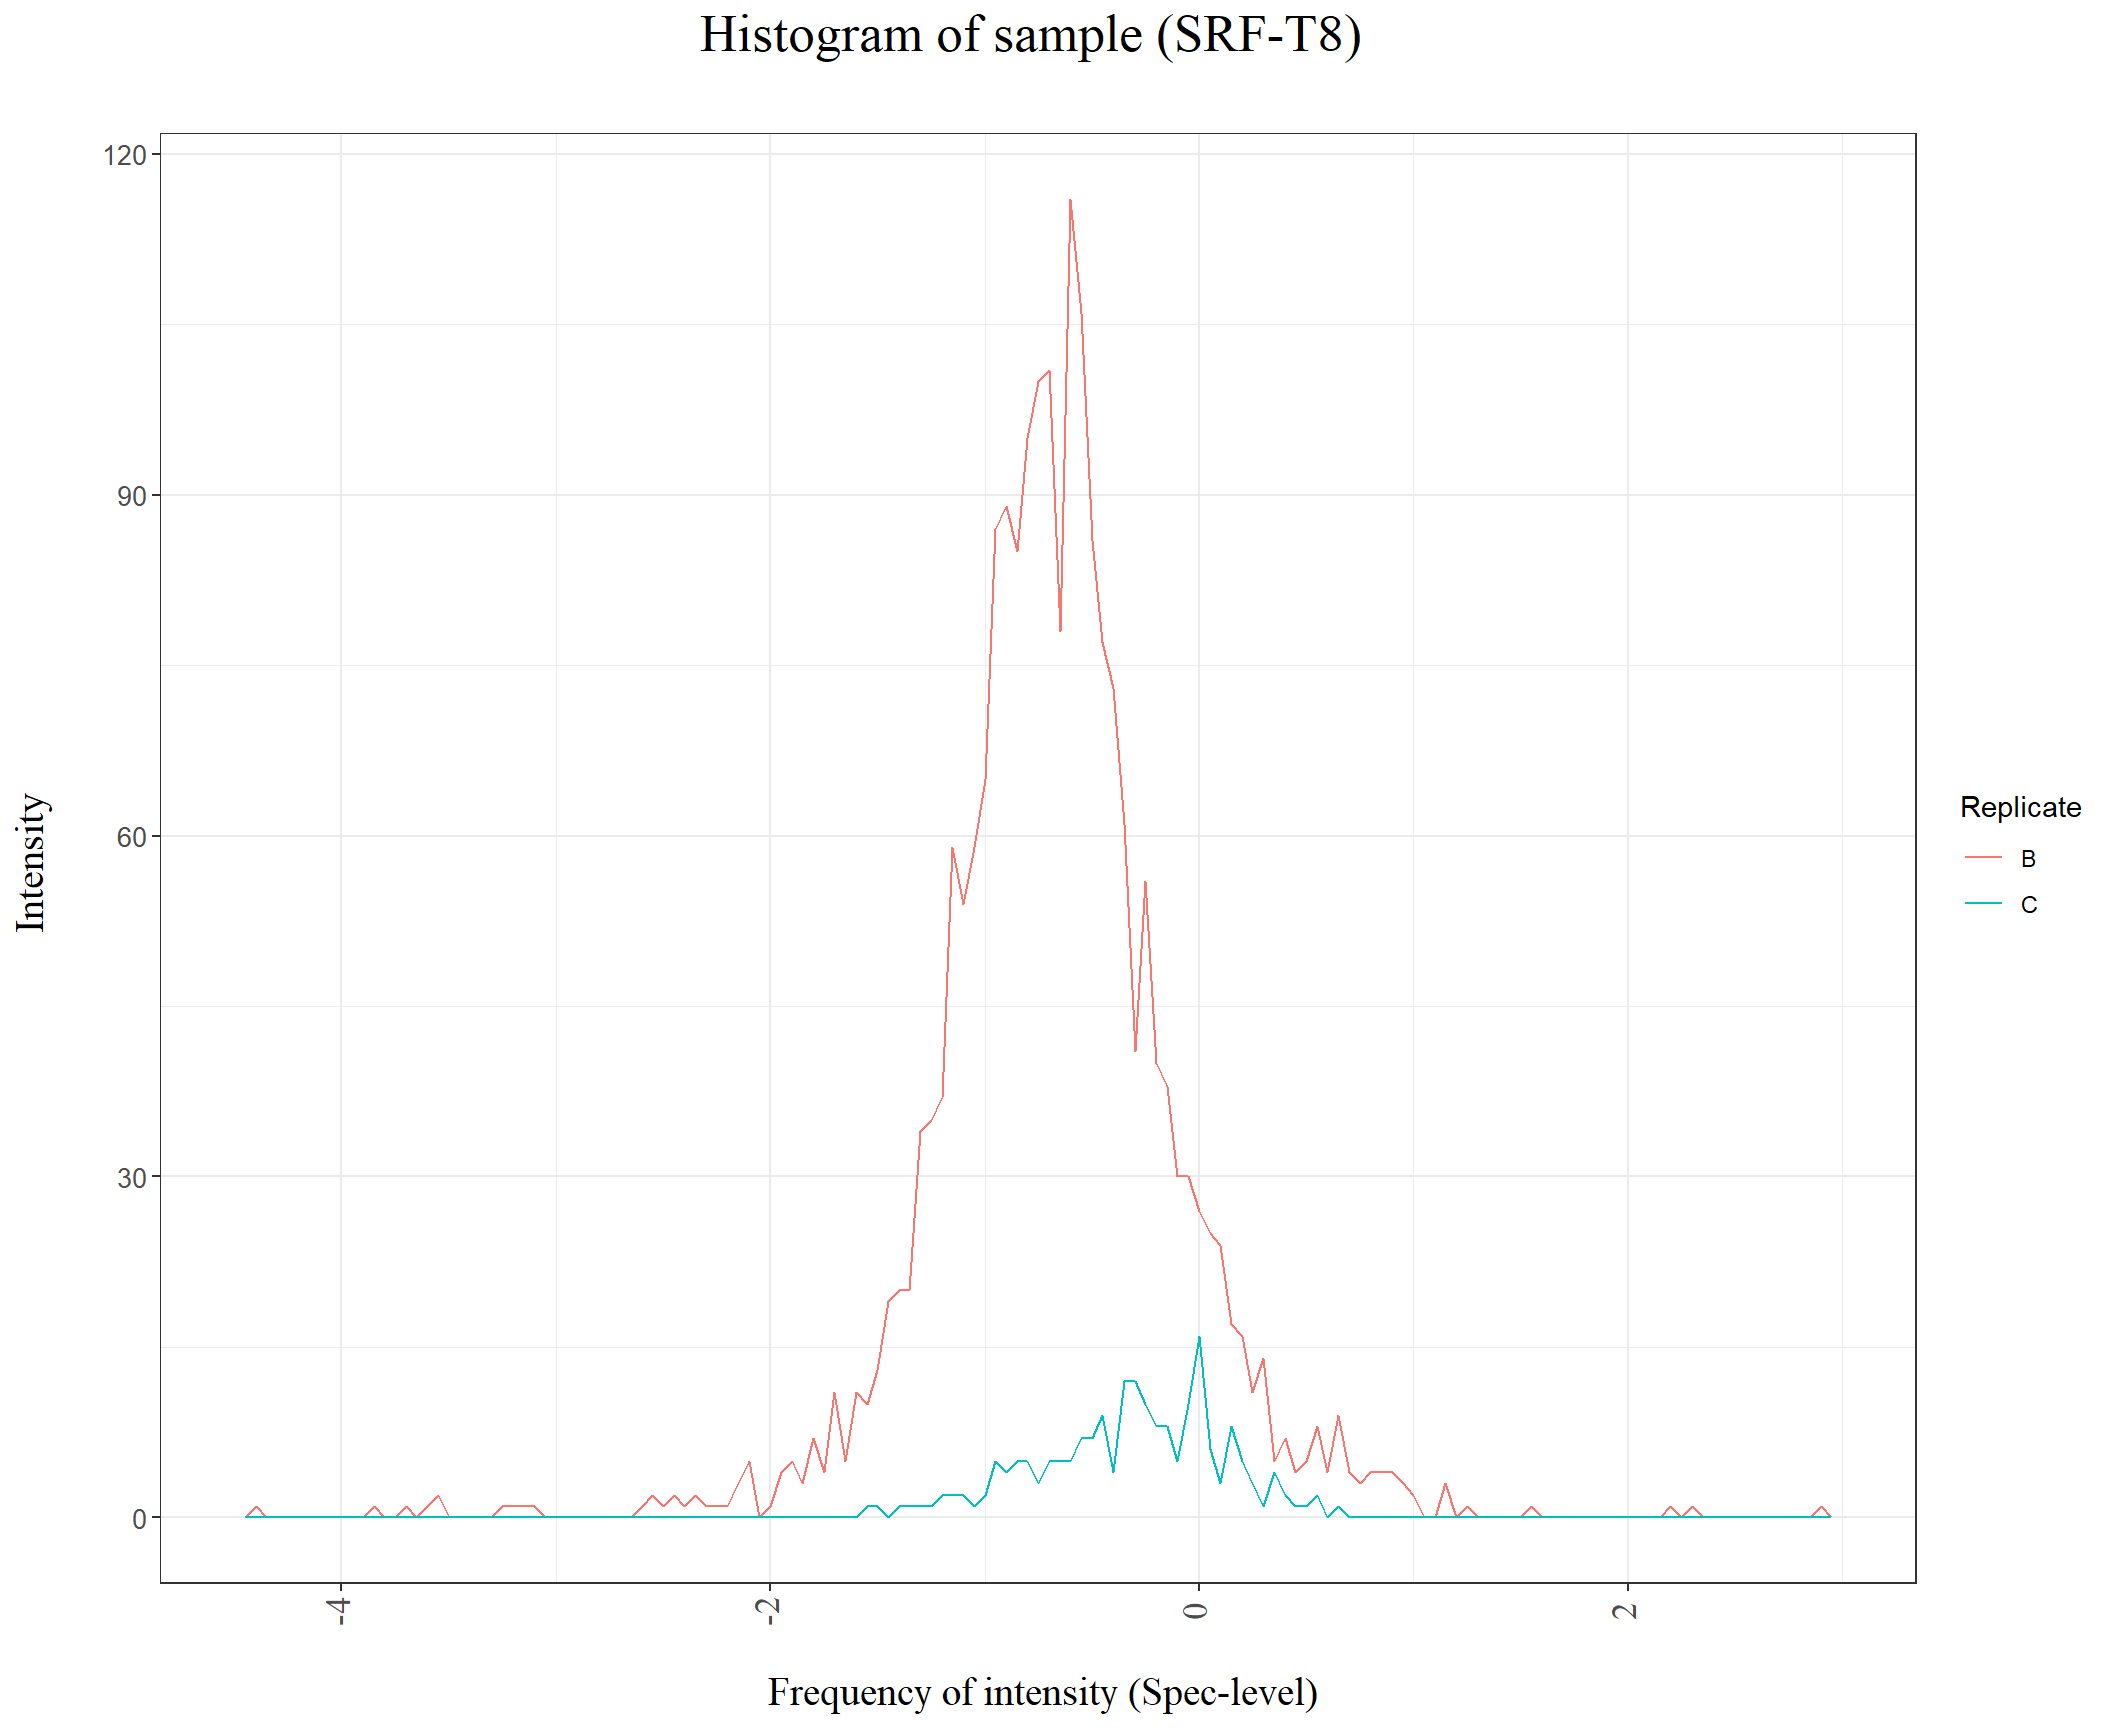 Histogram of sample (SRF-T8)
120
90
60
30
0
Intensity
-4
-2
0
2
Frequency of intensity (Spec-level)
Replicate
B
C